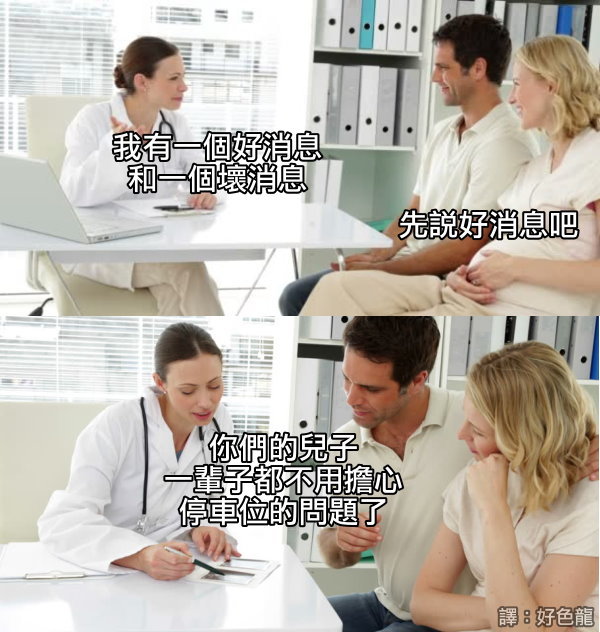 我有一個好消息
和一個壞消息
先説好消息吧
你們的兒子
一輩子都不用擔心
停車位的問題了
譯：好色龍